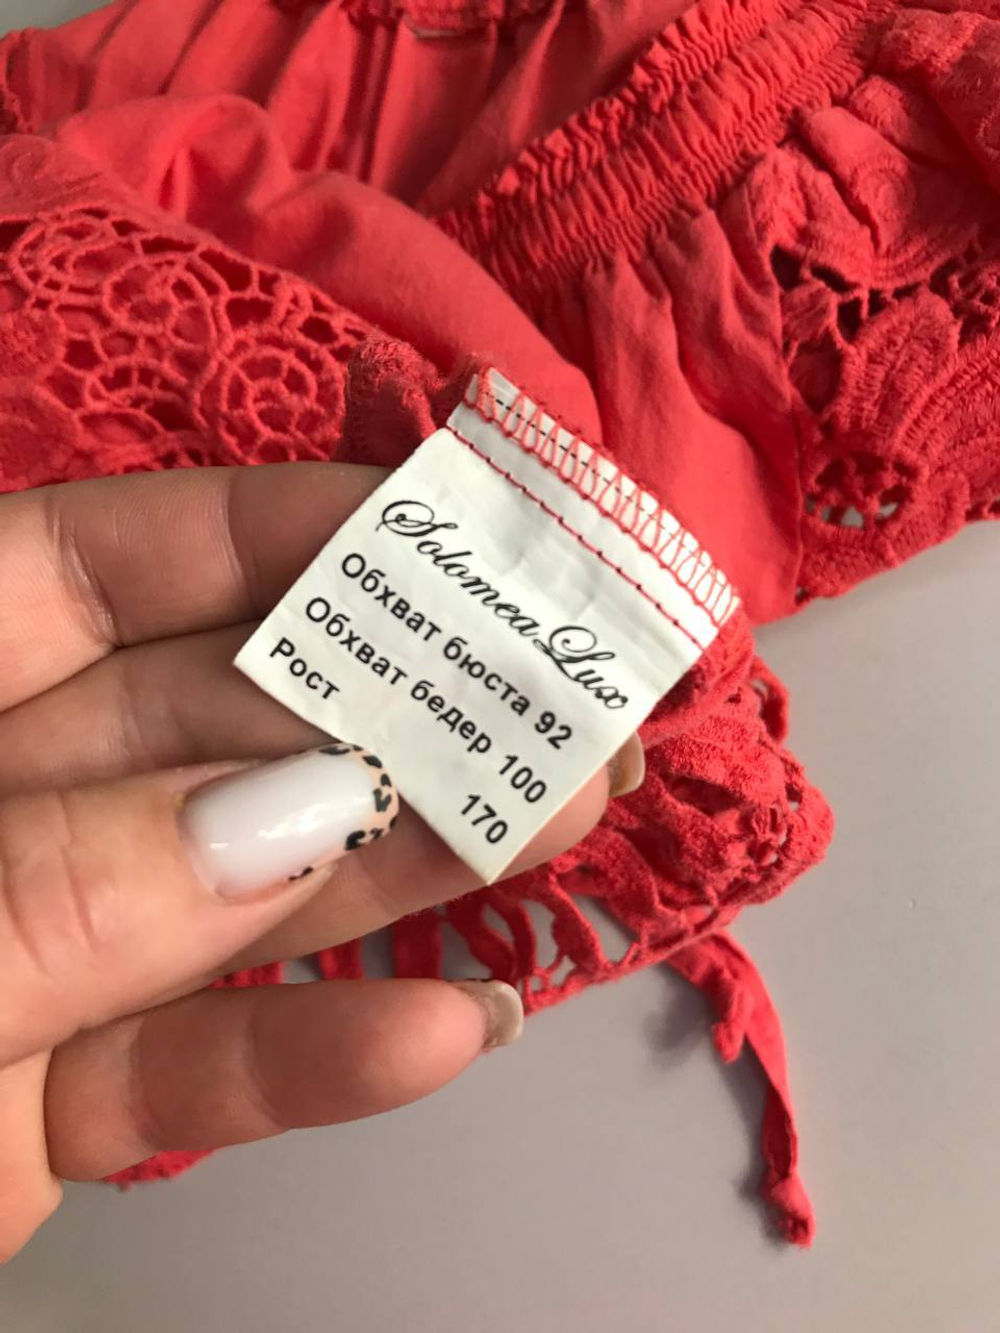 Solomea Lux
Обхват бюста 92
Обхват бедер 100
Рост 170